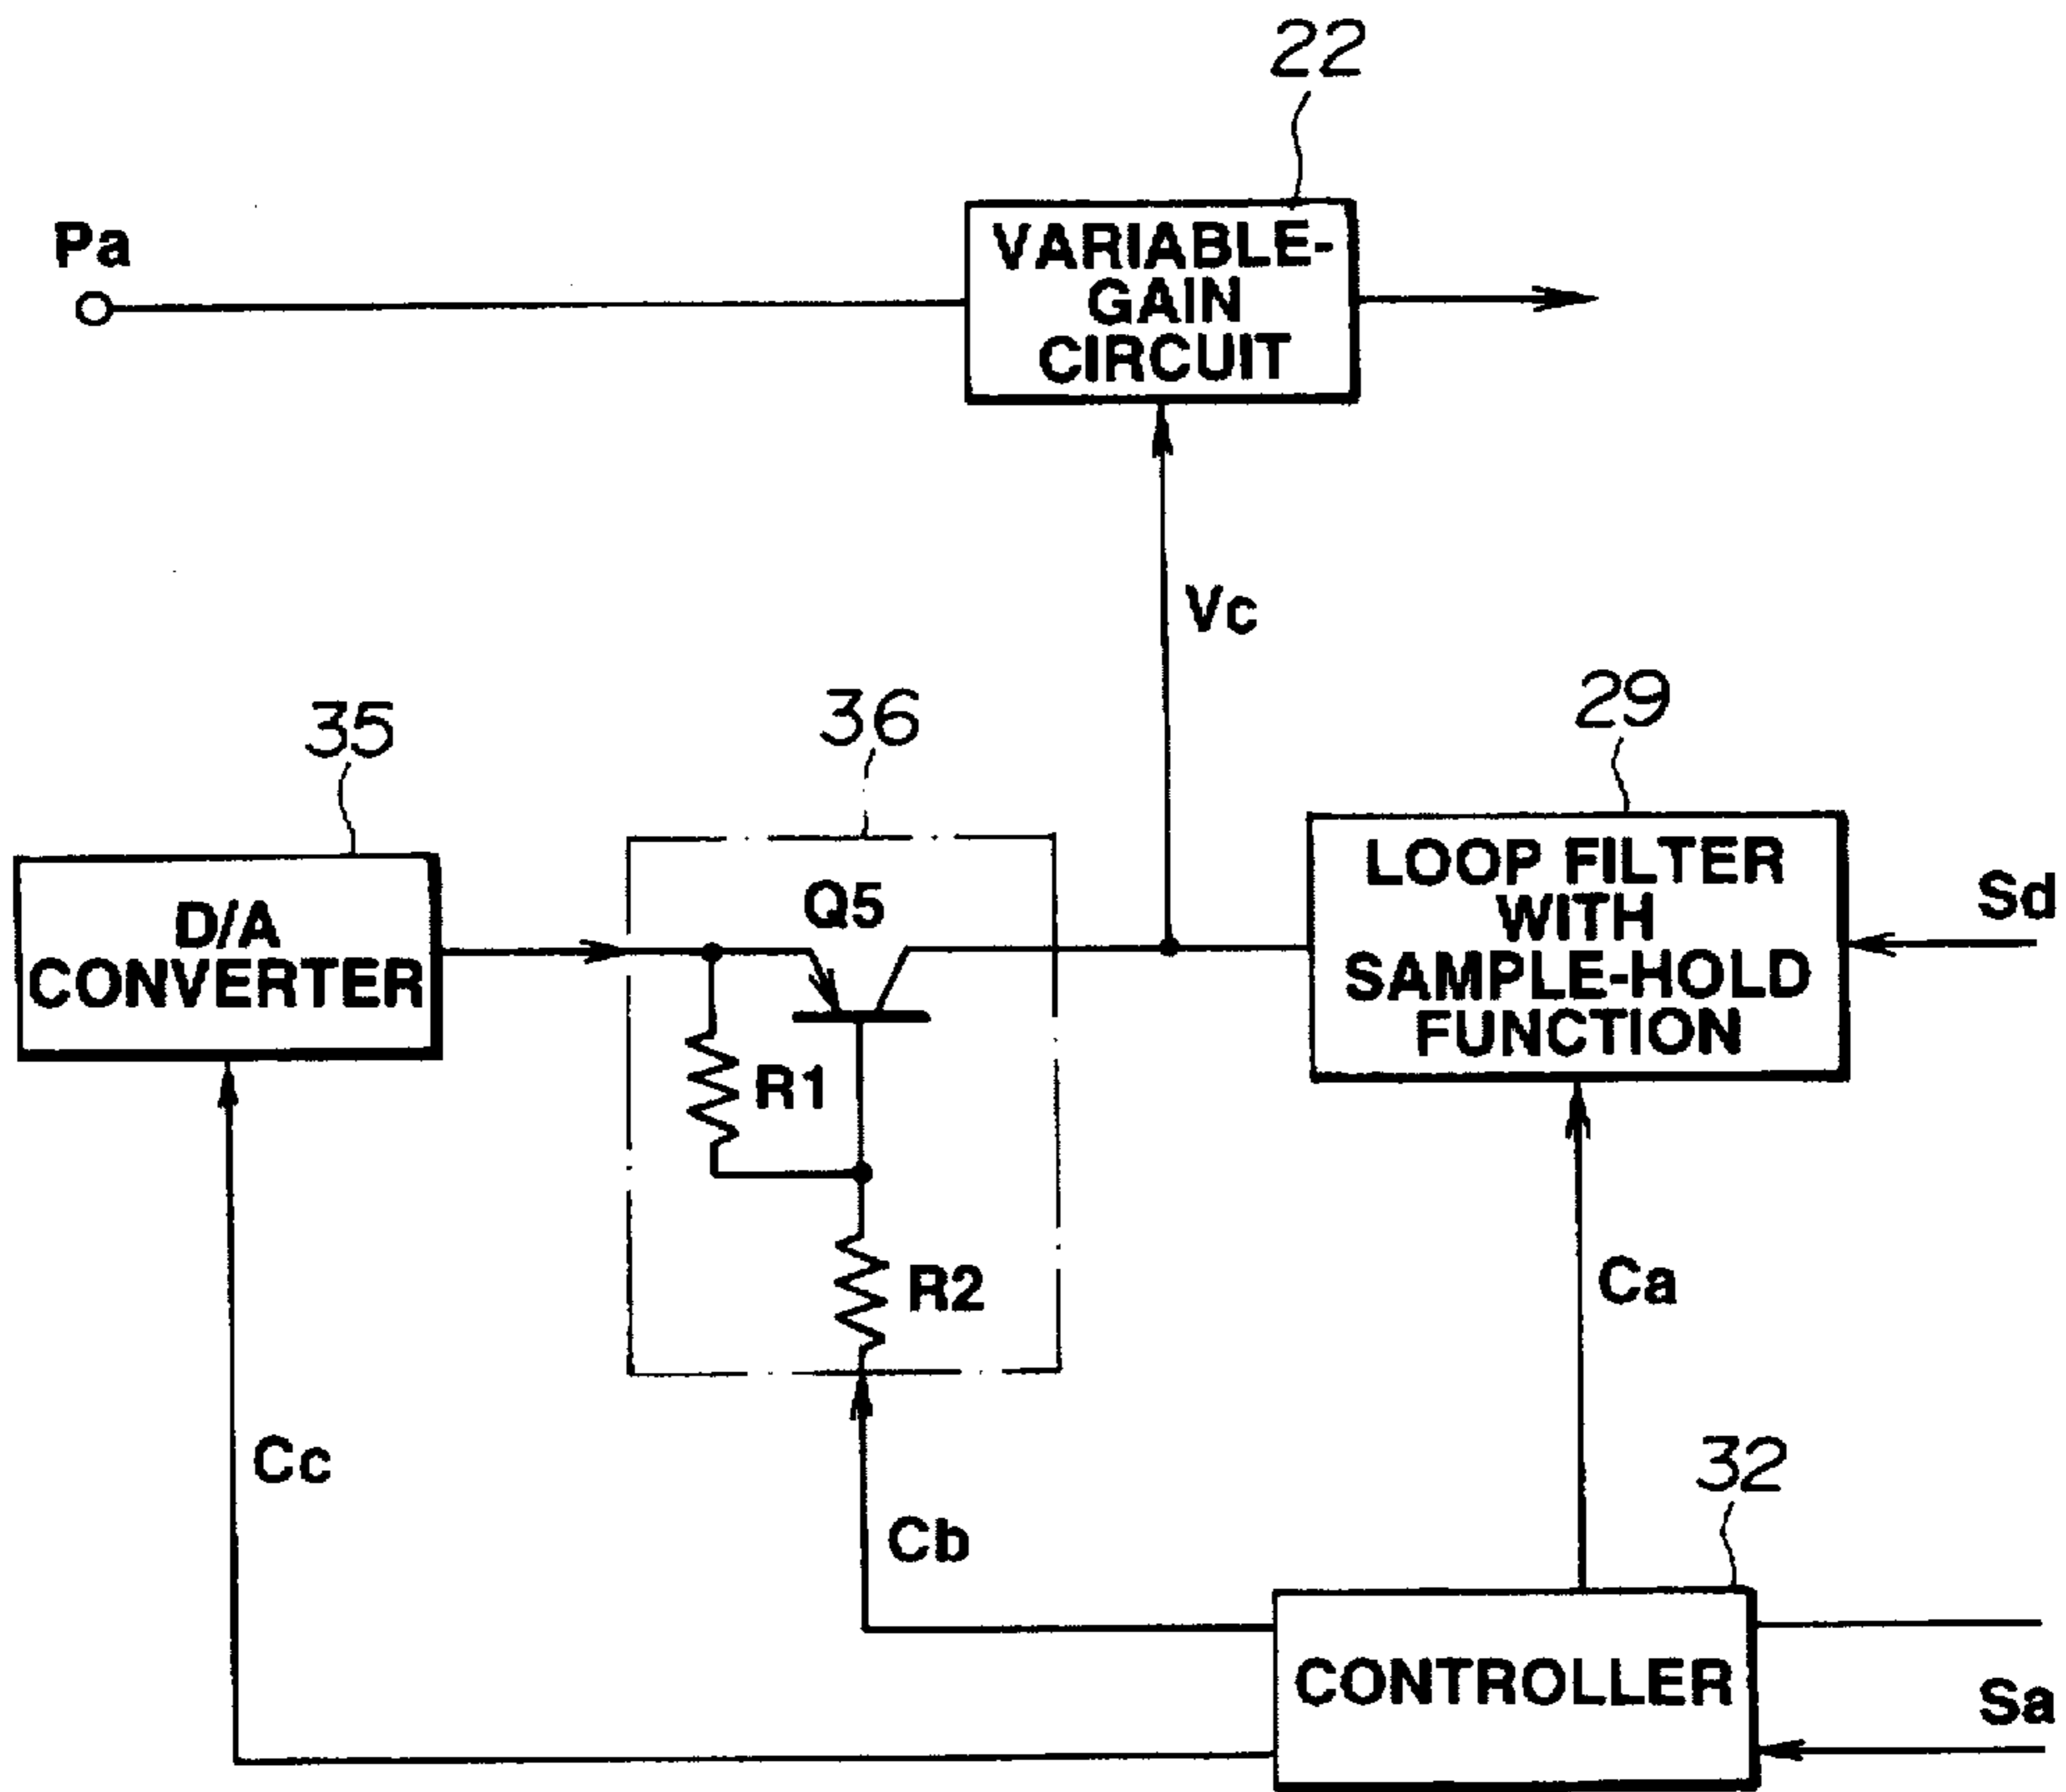 22
Pa
VARIABLE-
GAIN
CIRCUIT
Vc
35
36
29
D/A
CONVERTER
Q5
LOOP FILTER
WITH
SAMPLE-HOLD
FUNCTION
Sd
R1
R2
Ca
Cc
Cb
32
CONTROLLER
Sa